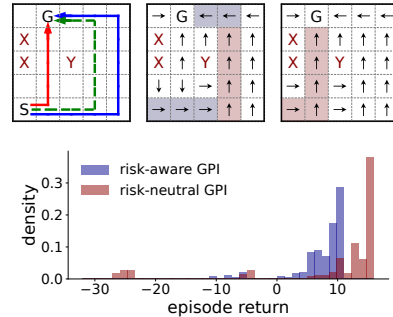 G G G
X X X
X Y X Y X Y
S
risk-aware GPI
risk-neutral GPI
density
0.3
0.2
0.1
0.0
−30 −20 −10 0 10
episode return